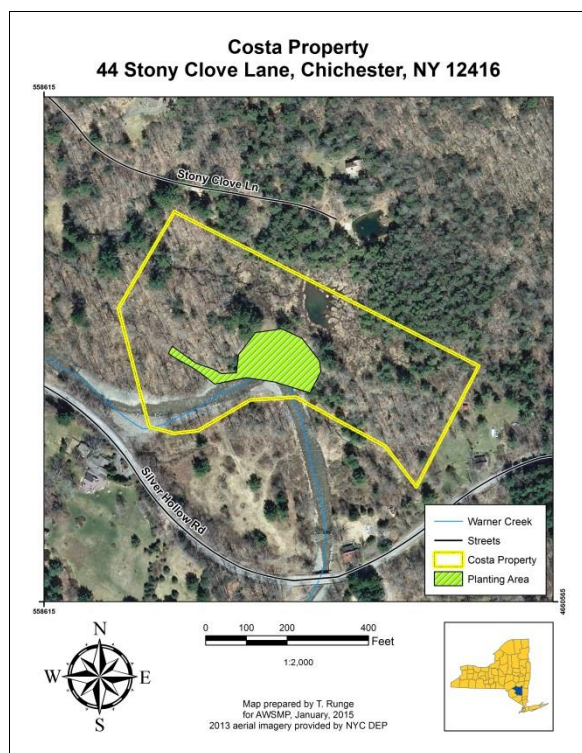 Costa Property
44 Stony Clove Lane, Chichester, NY 12416
558615
Stony Clove Ln
Silver Hollow Rd
Warner Creek
Streets
Costa Property
Planting Area
558615
4660565
N
W E
S
0 100 200 400
Feet
1:2,000
Map prepared by T. Runge
for AWSMP, January, 2015
2013 aerial imagery provided by NYC DEP